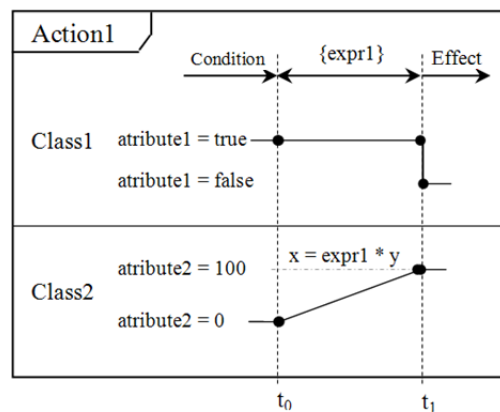 Action1
Condition {expr1} Effect
Class1 atribute1 = true
atribute1 = false
x = expr1 * y
Class2 atribute2 = 100
atribute2 = 0
t0 t1